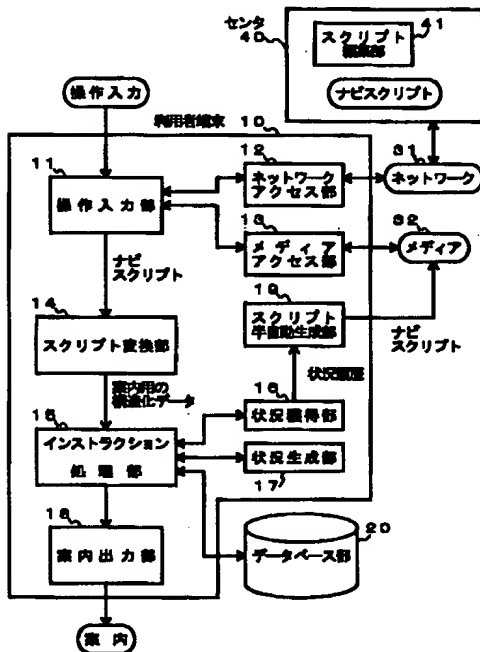 センタ
40
41
スクリプト
編集部
操作入力
ナビスクリプト
利用者端末 10
11
12
31
操作入力部
ネットワーク
アクセス部
ネットワーク
13
32
メディア
アクセス部
メディア
ナビ
スクリプト
14
19
スクリプト変換部
スクリプト
半自動生成部
ナビ
スクリプト
状況履歴
案内用の
構造化データ
15
16
インストラクション
処理部
状況獲得部
状況生成部
17
18
20
案内出力部
データベース部
案内